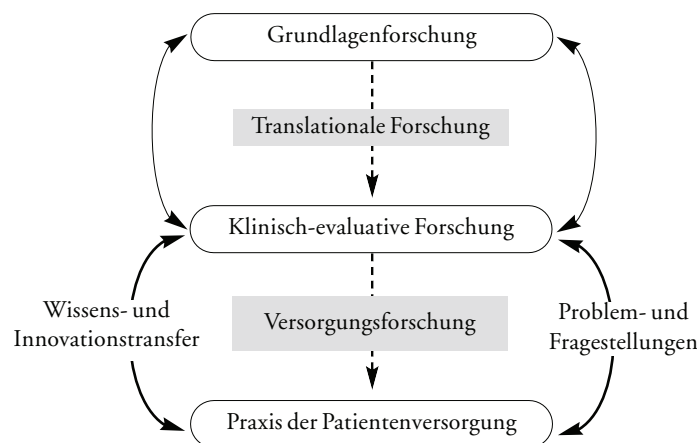 Grundlagenforschung
Translationale Forschung
Klinisch-evaluative Forschung
Wissens- und
Innovationstransfer
Versorgungsforschung
Problem- und
Fragestellungen
Praxis der Patientenversorgung